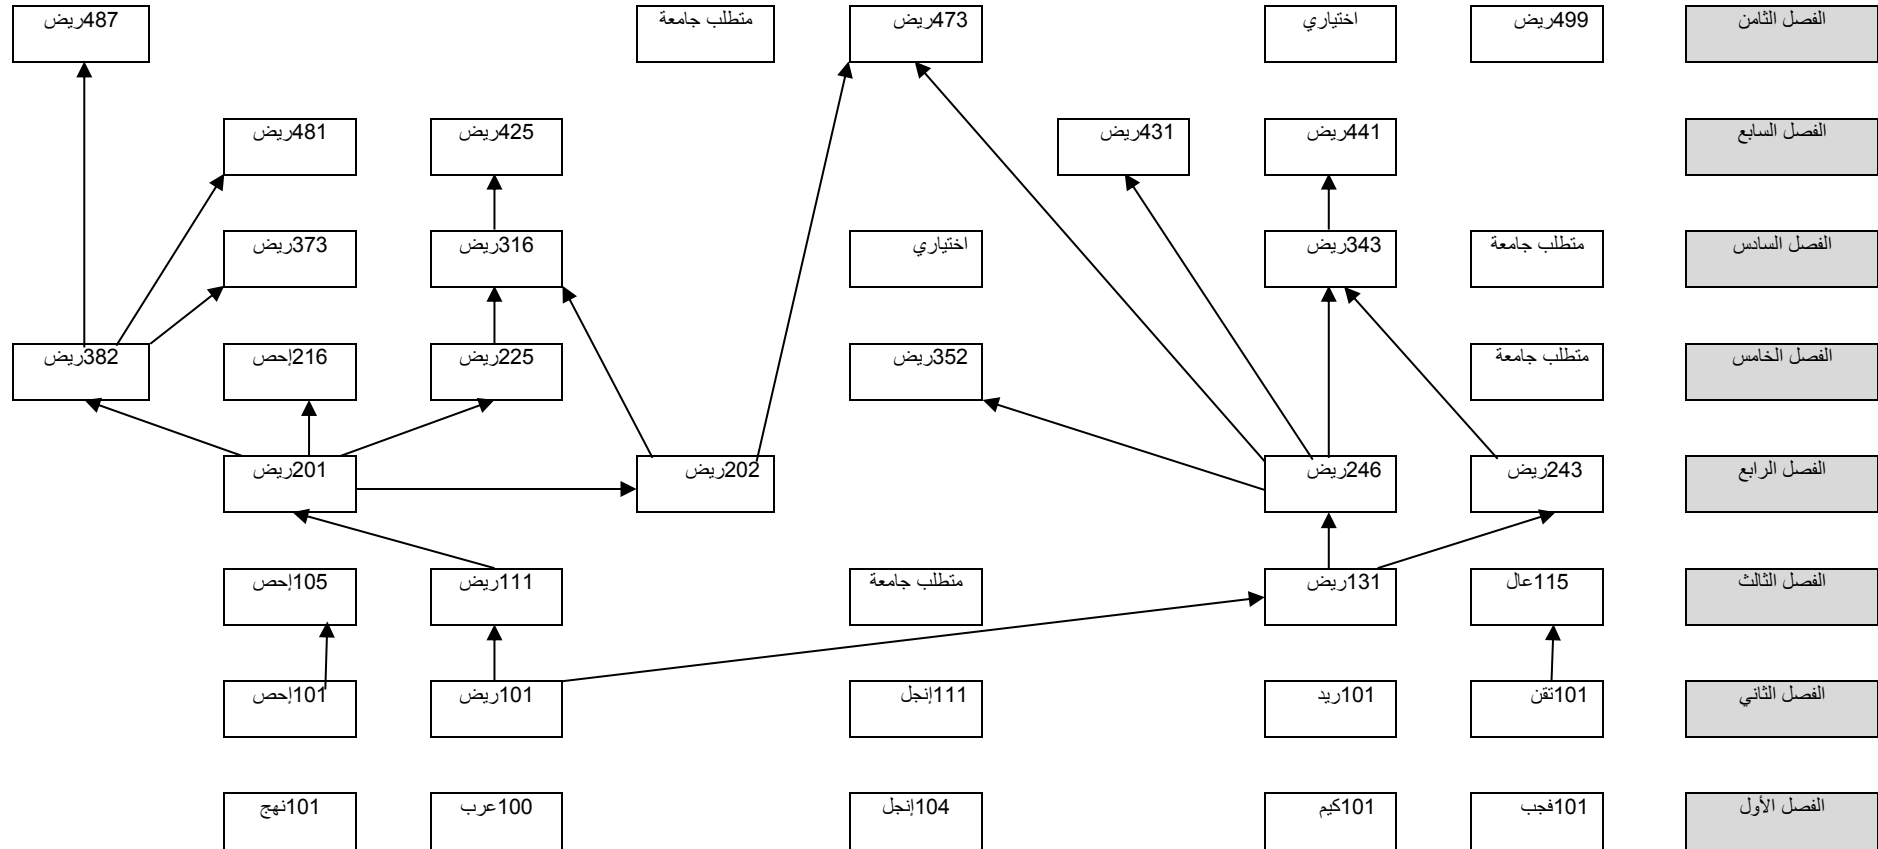 الفصل الثامن
499ريض
اختياري
473ريض
متطلب جامعة
487ريض
الفصل السابع
441ريض
431ريض
425ريض
481ريض
الفصل السادس
متطلب جامعة
343ريض
اختياري
316ريض
373ريض
الفصل الخامس
متطلب جامعة
352ريض
225ريض
216إحص
382ريض
الفصل الرابع
243ريض
246ريض
202ريض
201ريض
الفصل الثالث
115عال
131ريض
متطلب جامعة
111ريض
105إحص
الفصل الثاني
101تقن
101ريد
111إنجل
101ريض
101إحص
الفصل الأول
101فجب
101كيم
104إنجل
100عرب
101نهج